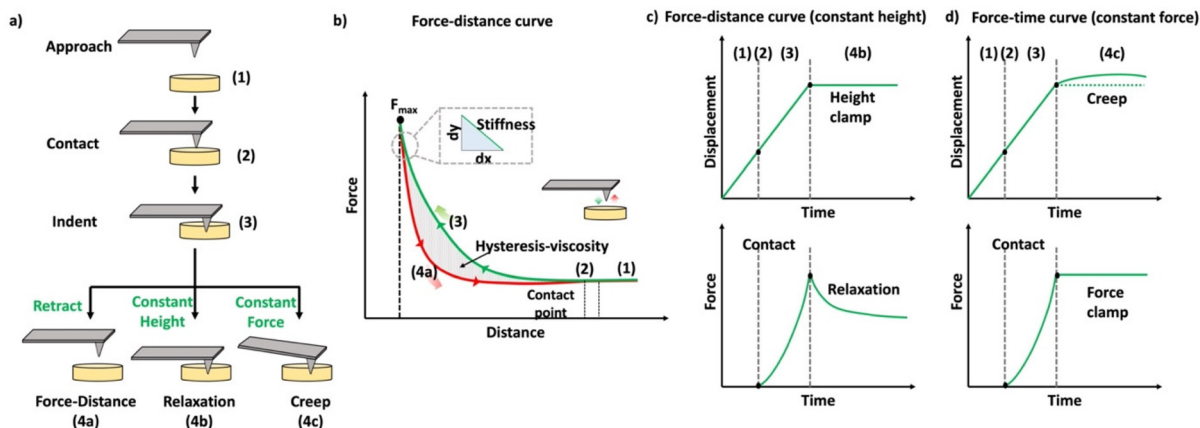 a)
Approach
(1)
Contact
(2)
Indent
(3)
Retract
Constant
Height
Constant
Force
Force-Distance
(4a)
Relaxation
(4b)
Creep
(4c)
b)
Force-distance curve
Fmax
Stiffness
dy
dx
Force
(3)
Hysteresis-viscosity
(4a)
(2)
(1)
Contact
point
Distance
c)
Force-distance curve (constant height)
(1) (2) (3) (4b)
Displacement
Height
clamp
Time
Contact
Force
Relaxation
Time
d)
Force-time curve (constant force)
(1) (2) (3) (4c)
Displacement
Creep
Time
Contact
Force
Force
clamp
Time